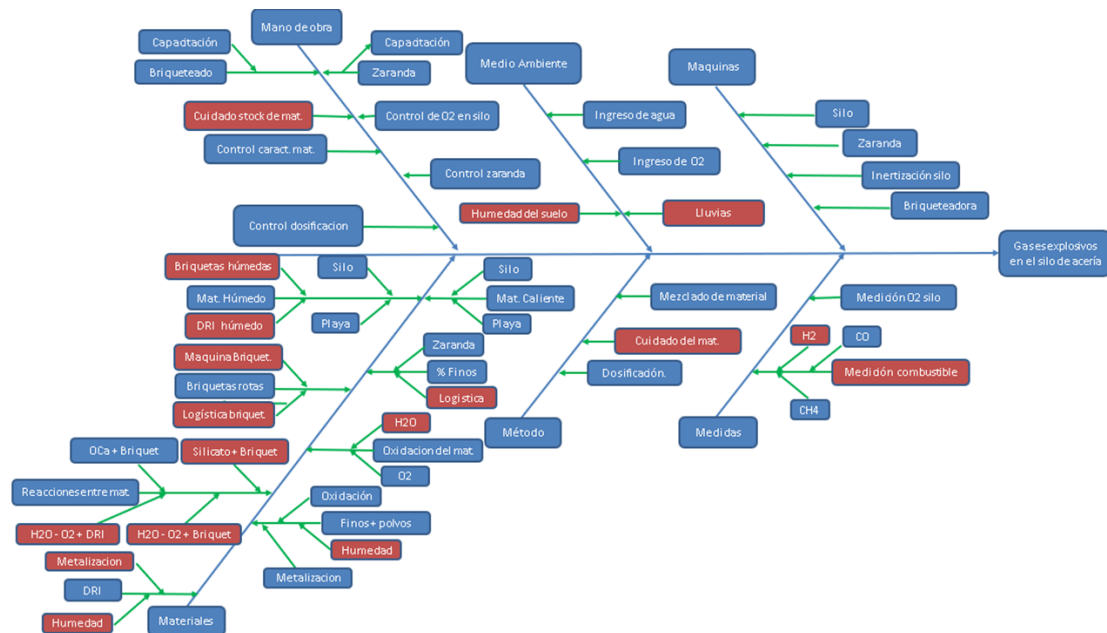 Mano de obra
Capacitación
Capacitación
Briqueteado
Zaranda
Cuidado stock de mat.
Control de O2 en silo
Control caract. mat.
Control zaranda
Control dosificacion
Medio Ambiente
Ingreso de agua
Ingreso de O2
Humedad del suelo
Lluvias
Maquinas
Silo
Zaranda
Inertización silo
Briqueteadora
Gases explosivos
en el silo de acería
Briquetas húmedas
Silo
Silo
Mat. Húmedo
Mat. Caliente
DRI húmedo
Playa
Playa
Maquina Briquet.
Zaranda
Briquetas rotas
% Finos
Logística briquet.
Logistica
H2O
OCa + Briquet
Silicato + Briquet
Oxidacion del mat.
O2
Reacciones entre mat.
H2O - O2 + DRI
H2O - O2 + Briquet
Oxidación
Finos + polvos
Humedad
Metalizacion
Metalizacion
DRI
Humedad
Materiales
Mezclado de material
Cuidado del mat.
Dosificación.
Método
Medición O2 silo
H2
CO
Medición combustible
CH4
Medidas